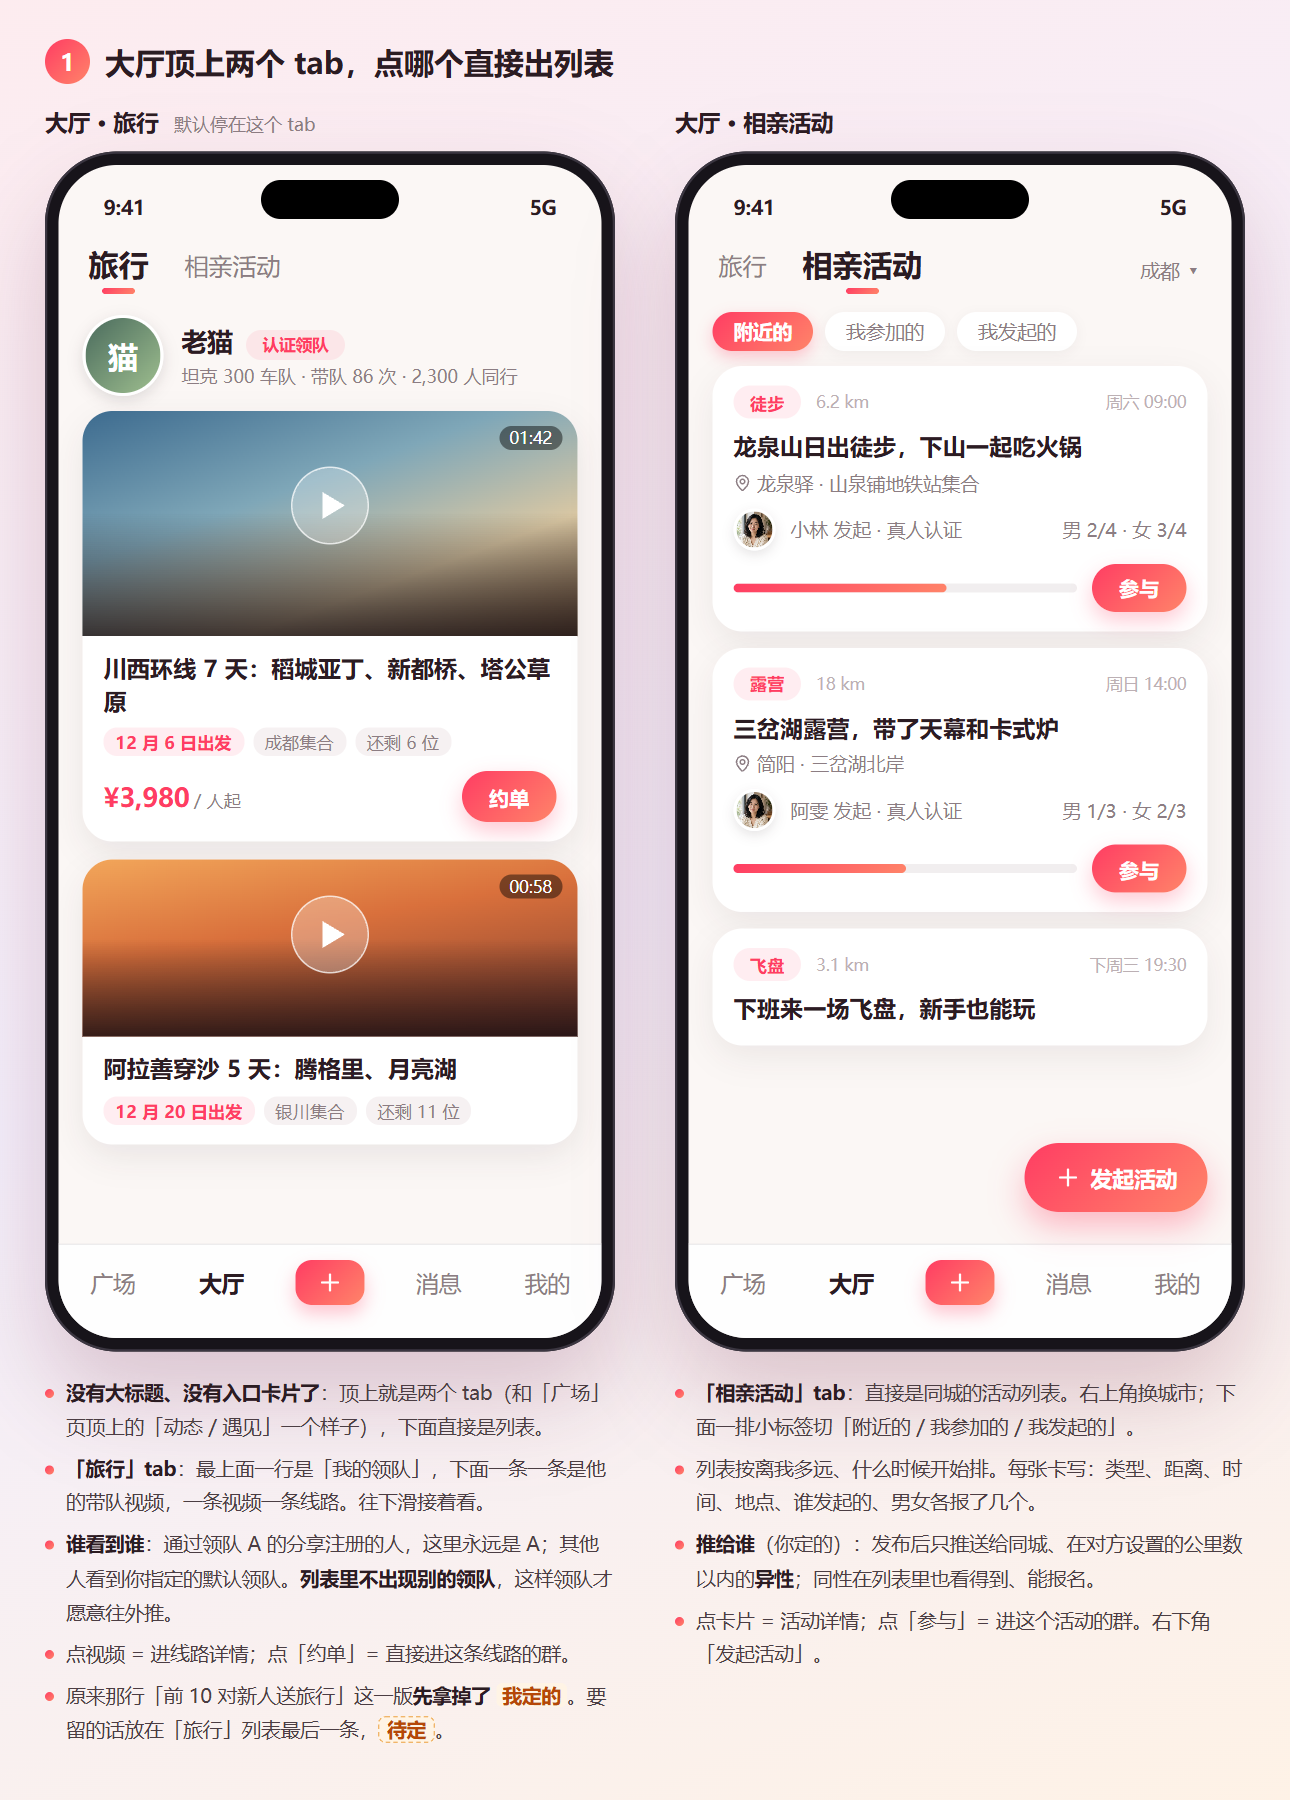 1 大厅顶上两个 tab，点哪个直接出列表
大厅 · 旅行 默认停在这个 tab
9:41 5G
旅行 相亲活动
猫
老猫 认证领队
坦克 300 车队 · 带队 86 次 · 2,300 人同行
01:42
川西环线 7 天：稻城亚丁、新都桥、塔公草
原
12 月 6 日出发 成都集合 还剩 6 位
¥3,980 / 人起 约单
00:58
阿拉善穿沙 5 天：腾格里、月亮湖
12 月 20 日出发 银川集合 还剩 11 位
广场 大厅 + 消息 我的
没有大标题、没有入口卡片了：顶上就是两个 tab（和「广场」
页顶上的「动态 / 遇见」一个样子），下面直接是列表。
「旅行」tab：最上面一行是「我的领队」，下面一条一条是他
的带队视频，一条视频一条线路。往下滑接着看。
谁看到谁：通过领队 A 的分享注册的人，这里永远是 A；其他
人看到你指定的默认领队。列表里不出现别的领队，这样领队才
愿意往外推。
点视频 = 进线路详情；点「约单」= 直接进这条线路的群。
原来那行「前 10 对新人送旅行」这一版先拿掉了 我定的 。要
留的话放在「旅行」列表最后一条，待定 。
大厅 · 相亲活动
9:41 5G
旅行 相亲活动 成都 ▼
附近的 我参加的 我发起的
徒步 6.2 km 周六 09:00
龙泉山日出徒步，下山一起吃火锅
龙泉驿 · 山泉铺地铁站集合
小林 发起 · 真人认证 男 2/4 · 女 3/4
参与
露营 18 km 周日 14:00
三岔湖露营，带了天幕和卡式炉
简阳 · 三岔湖北岸
阿雯 发起 · 真人认证 男 1/3 · 女 2/3
参与
飞盘 3.1 km 下周三 19:30
下班来一场飞盘，新手也能玩
+ 发起活动
广场 大厅 + 消息 我的
「相亲活动」tab：直接是同城的活动列表。右上角换城市；下
面一排小标签切「附近的 / 我参加的 / 我发起的」。
列表按离我多远、什么时候开始排。每张卡写：类型、距离、时
间、地点、谁发起的、男女各报了几个。
推给谁（你定的）：发布后只推送给同城、在对方设置的公里数
以内的异性；同性在列表里也看得到、能报名。
点卡片 = 活动详情；点「参与」= 进这个活动的群。右下角
「发起活动」。